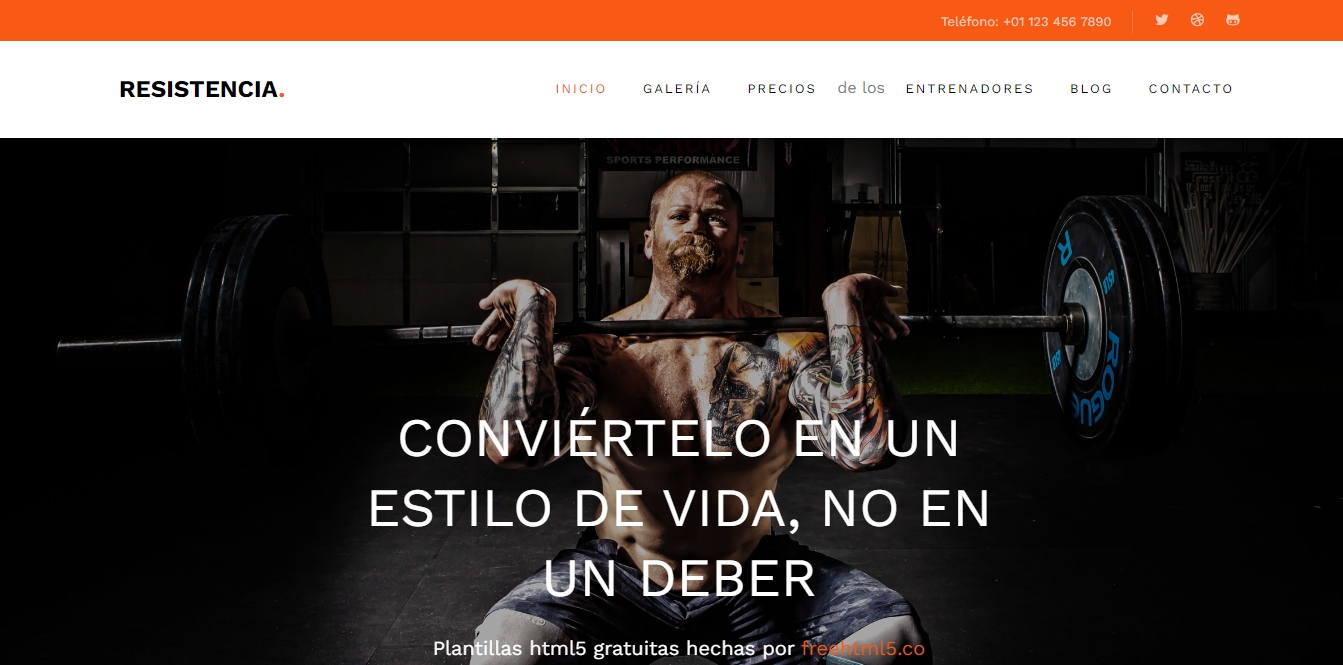 Teléfono: +01 123 456 7890
RESISTENCIA.
INICIO GALERÍA PRECIOS de los ENTRENADORES BLOG CONTACTO
SPORTS PERFORMANCE
R
ROGUE
CONVIÉRTELO EN UN
ESTILO DE VIDA, NO EN
UN DEBER
Plantillas html5 gratuitas hechas por freehtml5.co